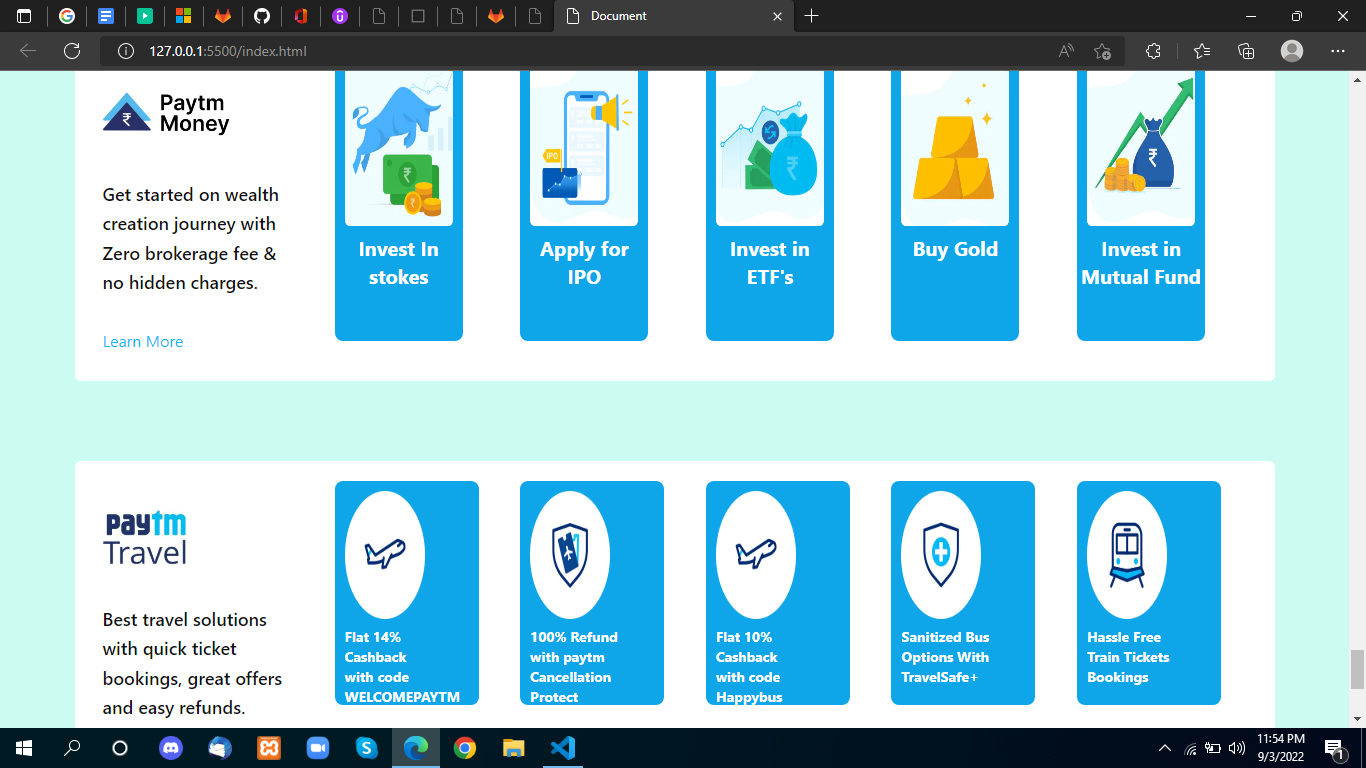 Document
127.0.0.1:5500/index.html
Paytm
Money
Get started on wealth
creation journey with
Zero brokerage fee &
no hidden charges.
Learn More
Invest In
stokes
IPO
Apply for
IPO
Invest in
ETF's
Buy Gold
Invest in
Mutual Fund
paytm
Travel
Best travel solutions
with quick ticket
bookings, great offers
and easy refunds.
Flat 14%
Cashback
with code
WELCOMEPAYTM
100% Refund
with paytm
Cancellation
Protect
Flat 10%
Cashback
with code
Happybus
Sanitized Bus
Options With
TravelSafe+
Hassle Free
Train Tickets
Bookings
11:54 PM
9/3/2022
1